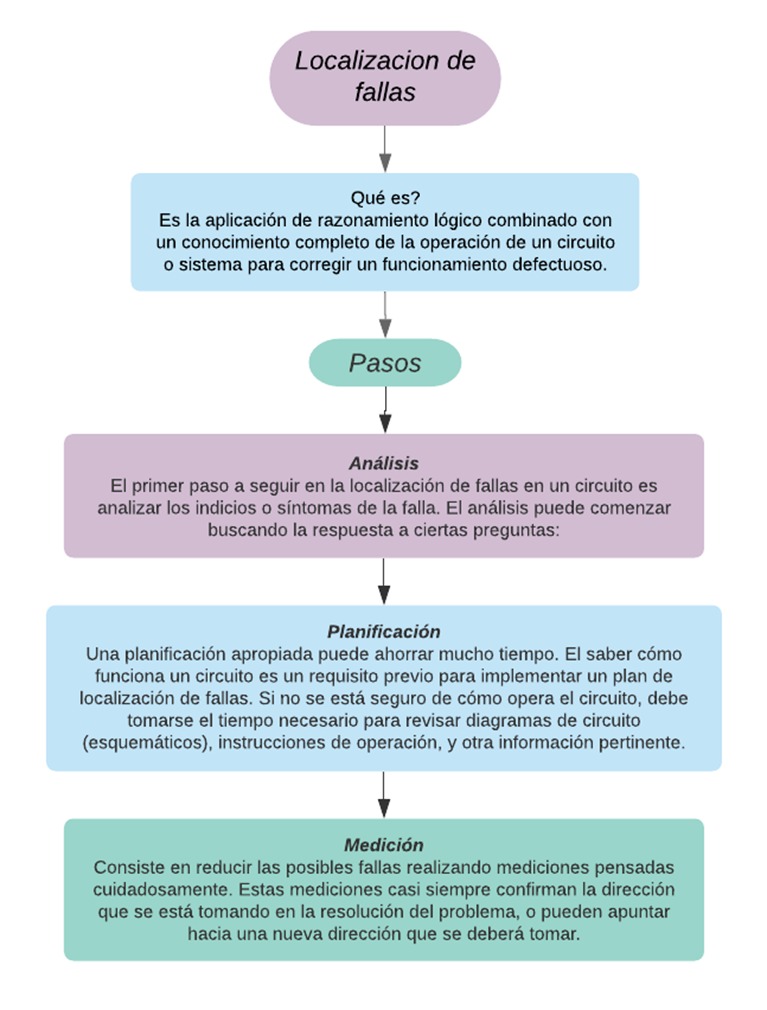 Localizacion de
fallas
Qué es?
Es la aplicación de razonamiento lógico combinado con
un conocimiento completo de la operación de un circuito
o sistema para corregir un funcionamiento defectuoso.
Pasos
Análisis
El primer paso a seguir en la localización de fallas en un circuito es
analizar los indicios o síntomas de la falla. El análisis puede comenzar
buscando la respuesta a ciertas preguntas:
Planificación
Una planificación apropiada puede ahorrar mucho tiempo. El saber cómo
funciona un circuito es un requisito previo para implementar un plan de
localización de fallas. Si no se está seguro de cómo opera el circuito, debe
tomarse el tiempo necesario para revisar diagramas de circuito
(esquemáticos), instrucciones de operación, y otra información pertinente.
Medición
Consiste en reducir las posibles fallas realizando mediciones pensadas
cuidadosamente. Estas mediciones casi siempre confirman la dirección
que se está tomando en la resolución del problema, o pueden apuntar
hacia una nueva dirección que se deberá tomar.